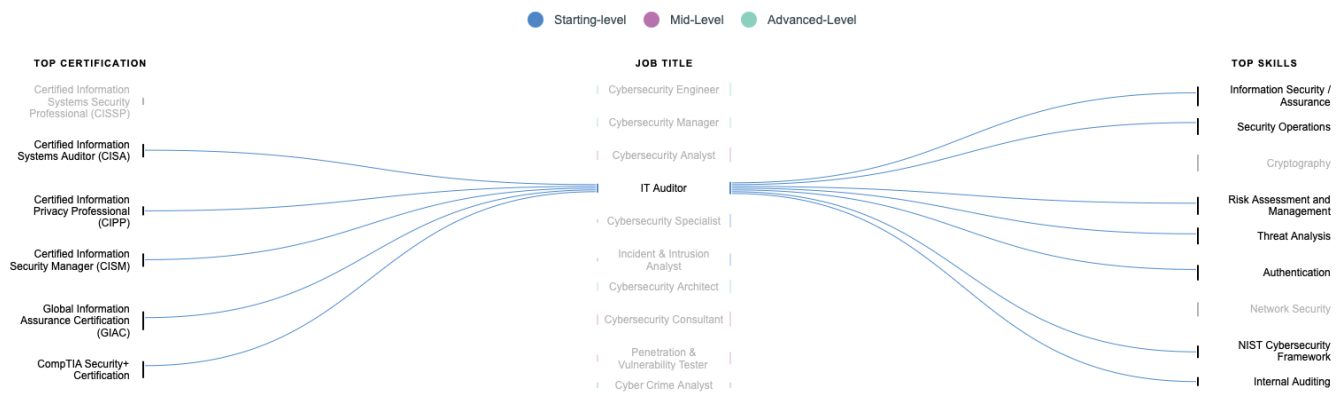 Starting-level
Mid-Level
Advanced-Level
TOP CERTIFICATION
Certified Information
Systems Security
Professional (CISSP)
Certified Information
Systems Auditor (CISA)
Certified Information
Privacy Professional
(CIPP)
Certified Information
Security Manager (CISM)
Global Information
Assurance Certification
(GIAC)
CompTIA Security+
Certification
JOB TITLE
Cybersecurity Engineer
Cybersecurity Manager
Cybersecurity Analyst
IT Auditor
Cybersecurity Specialist
Incident & Intrusion
Analyst
Cybersecurity Architect
Cybersecurity Consultant
Penetration &
Vulnerability Tester
Cyber Crime Analyst
TOP SKILLS
Information Security /
Assurance
Security Operations
Cryptography
Risk Assessment and
Management
Threat Analysis
Authentication
Network Security
NIST Cybersecurity
Framework
Internal Auditing